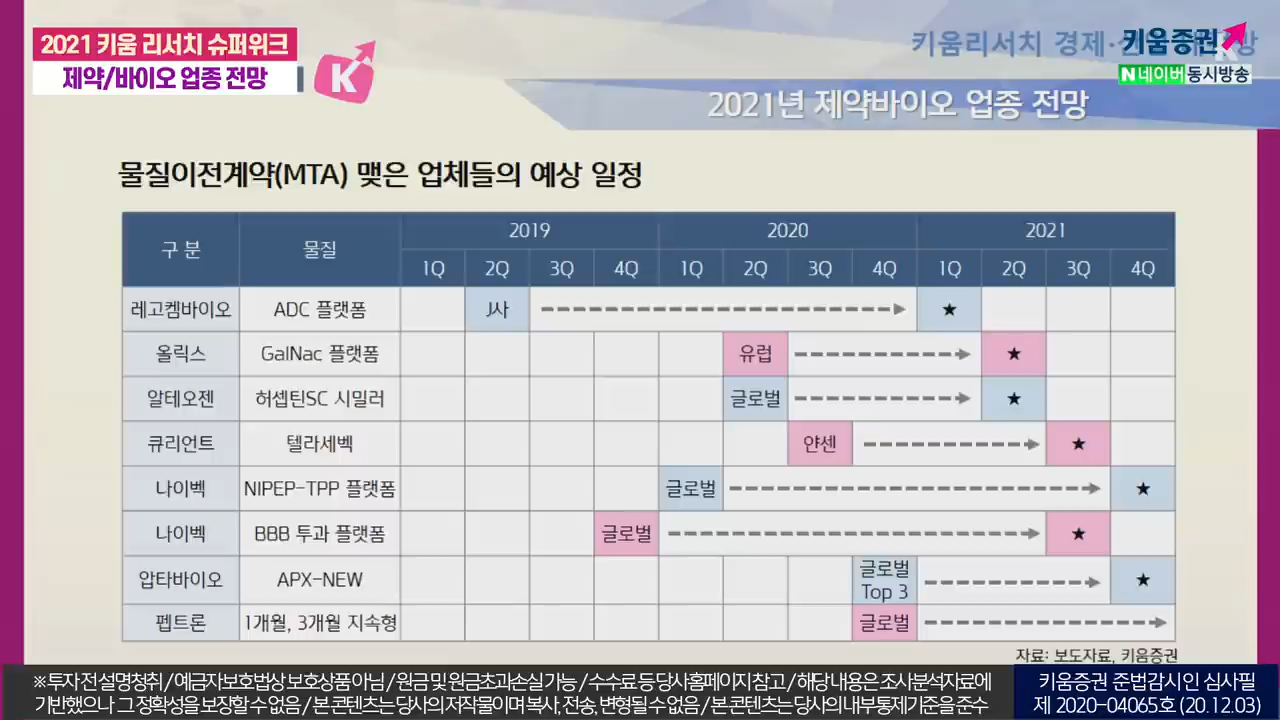 2021 키움 리서치 슈퍼위크
제약/바이오 업종 전망
K
키움리서치 경제·
키움증권
N 네이버 동시방송
2021년 제약바이오 업종 전망
물질이전계약(MTA) 맺은 업체들의 예상 일정
구 분 물질 2019 2020 2021
1Q 2Q 3Q 4Q 1Q 2Q 3Q 4Q 1Q 2Q 3Q 4Q
레고켐바이오 ADC 플랫폼 J사 ★
올릭스 GalNac 플랫폼 유럽 ★
알테오젠 허셉틴SC 시밀러 글로벌 ★
큐리언트 텔라세벡 얀센 ★
나이벡 NIPEP-TPP 플랫폼 글로벌 ★
나이벡 BBB 투과 플랫폼 글로벌 ★
압타바이오 APX-NEW 글로벌 Top 3 ★
펩트론 1개월, 3개월 지속형 글로벌
자료: 보도자료, 키움증권
※ 투자 전 설명청취 / 예금자보호법상 보호상품 아님 / 원금 및 원금초과손실 가능 / 수수료 등 당사홈페이지 참고 / 해당 내용은 조사분석자료에
기반했으나 그 정확성을 보장할 수 없음 / 본 콘텐츠는 당사의 저작물이며 복사, 전송, 변형될 수 없음 / 본 콘텐츠는 당사의 내부통제기준을 준수
키움증권 준법감시인 심사필
제 2020-04065호 (20.12.03)